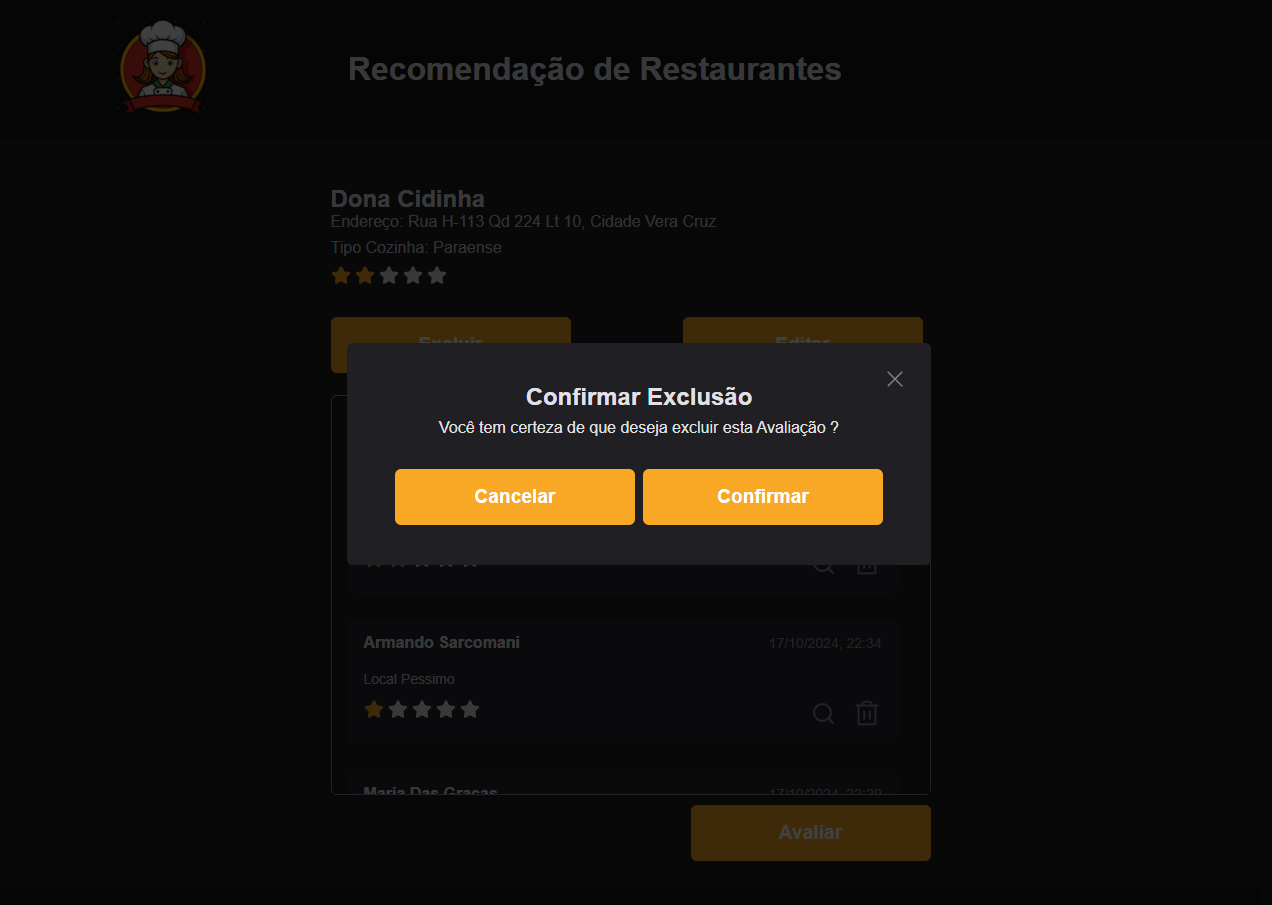 Recomendação de Restaurantes
Dona Cidinha
Endereço: Rua H-113 Qd 224 Lt 10, Cidade Vera Cruz
Tipo Cozinha: Paraense
Excluir Editar
Confirmar Exclusão
Você tem certeza de que deseja excluir esta Avaliação ?
Cancelar Confirmar
Armando Sarcomani 17/10/2024, 22:34
Local Pessimo
Maria Das Graças 17/10/2024, 22:29
Avaliar